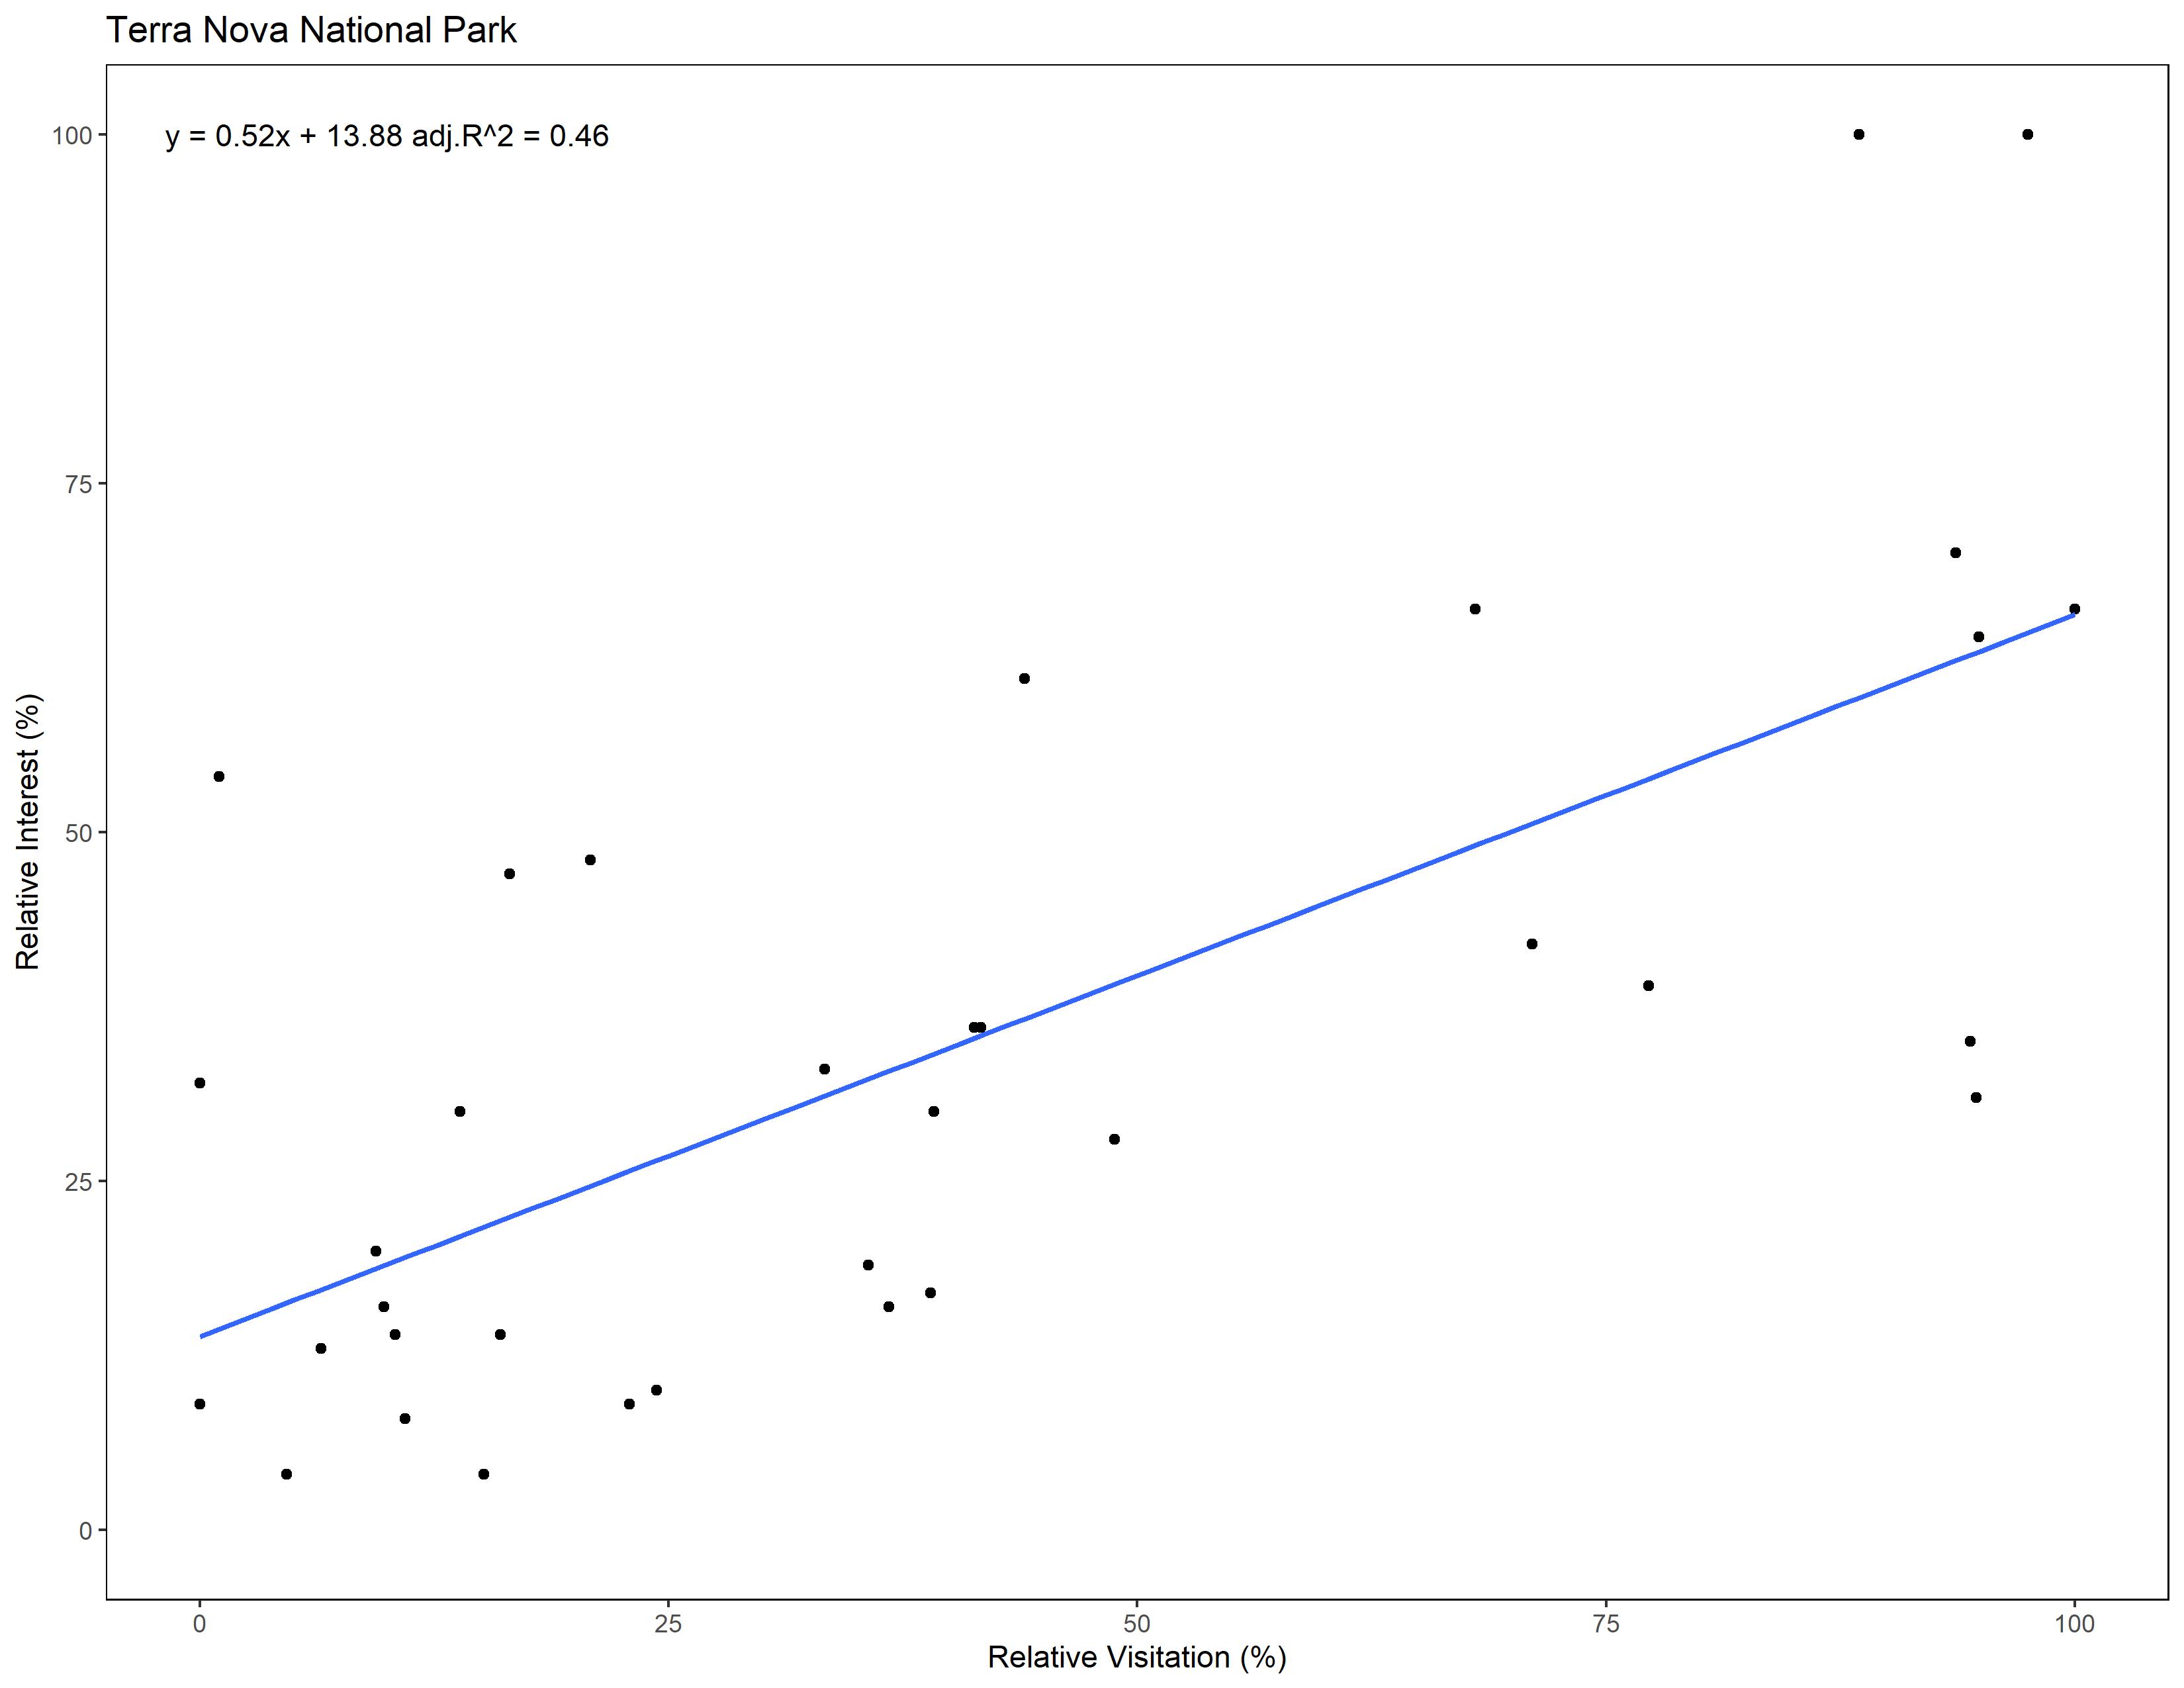 Terra Nova National Park
y = 0.52x + 13.88 adj.R^2 = 0.46
100
75
50
25
0
Relative Interest (%)
0 25 50 75 100
Relative Visitation (%)